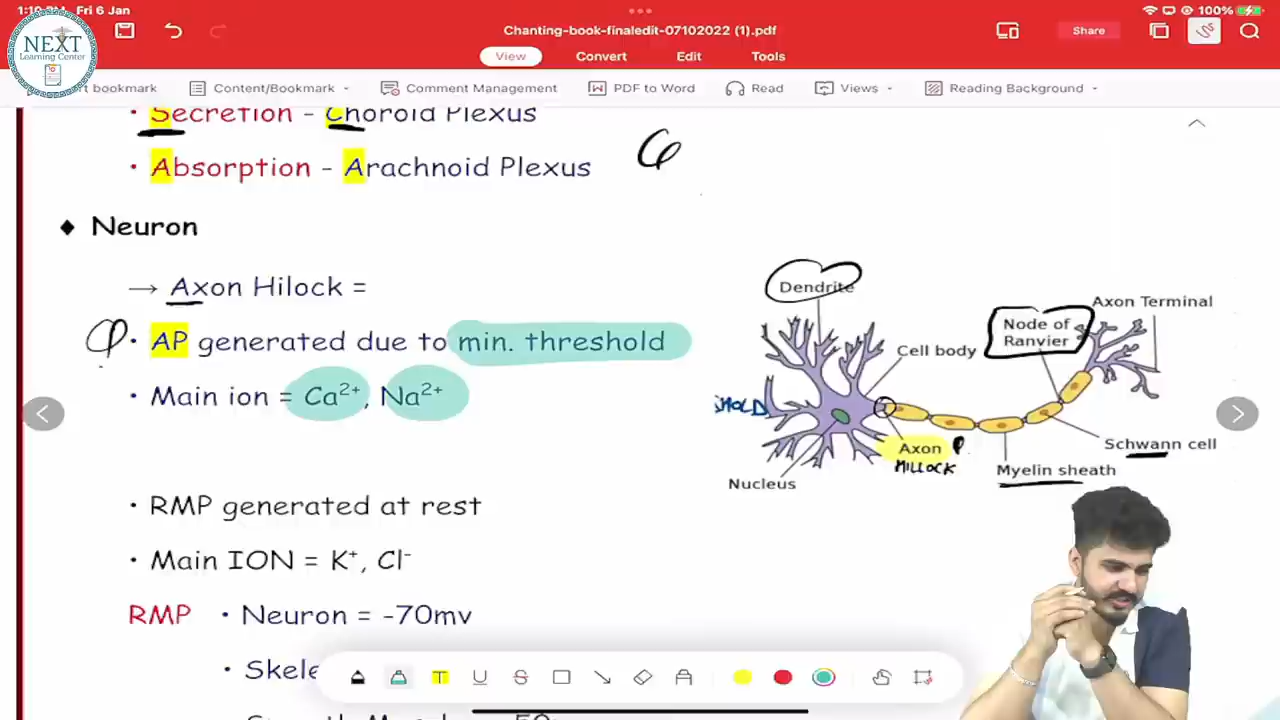 1:10 PM Fri 6 Jan
100%
NEXT
Learning Center
Chanting-book-finaledit-07102022 (1).pdf
Share
View
Convert
Edit
Tools
bookmark
Content/Bookmark
Comment Management
PDF to Word
Read
Views
Reading Background
• Secretion - Choroid Plexus
• Absorption - Arachnoid Plexus
◆ Neuron
→ Axon Hilock =
• AP generated due to min. threshold
• Main ion = Ca²⁺, Na²⁺
• RMP generated at rest
• Main ION = K⁺, Cl⁻
RMP • Neuron = -70mv
Dendrite
Node of
Ranvier
Axon Terminal
Cell body
Axon
HILLOCK
Schwann cell
Myelin sheath
Nucleus